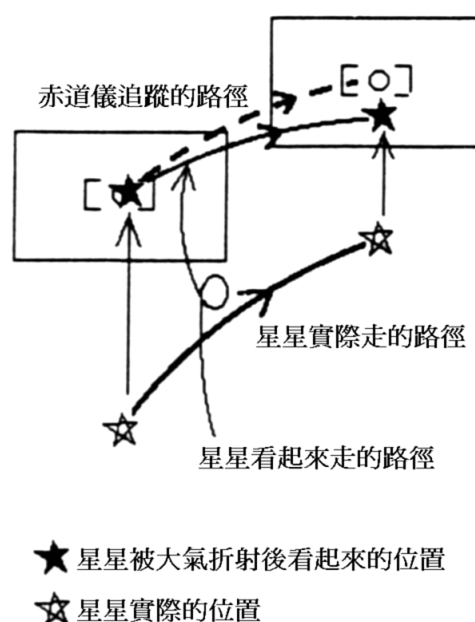 赤道儀追蹤的路徑
星星實際走的路徑
星星看起來走的路徑
星星被大氣折射後看起來的位置
星星實際的位置